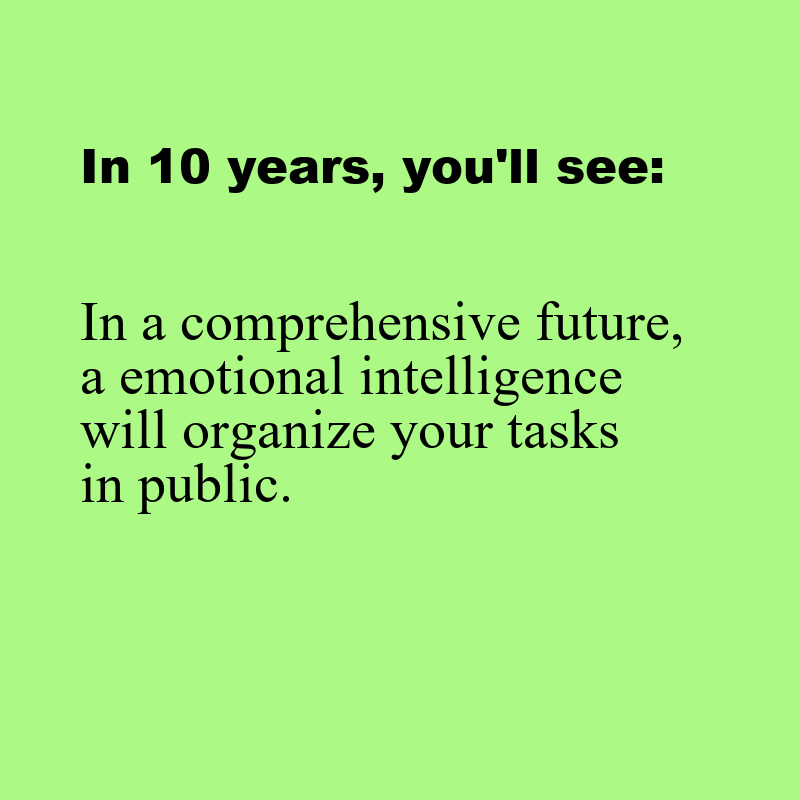 In 10 years, you'll see:
In a comprehensive future,
a emotional intelligence
will organize your tasks
in public.